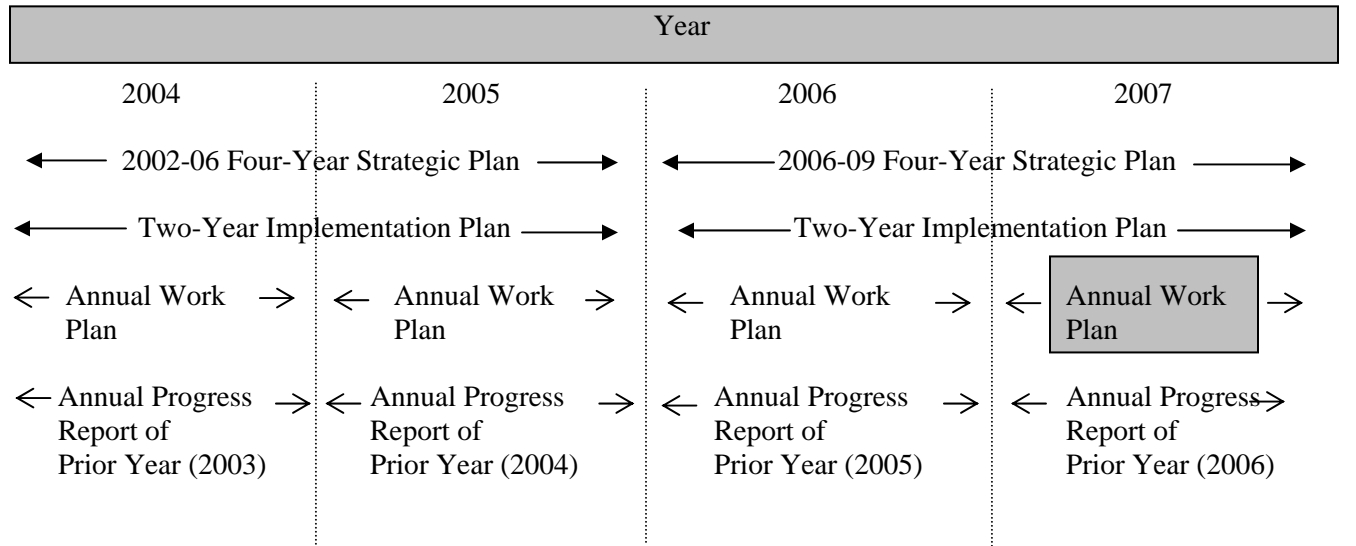 Year
2004 2005 2006 2007
2002-06 Four-Year Strategic Plan 2006-09 Four-Year Strategic Plan
Two-Year Implementation Plan Two-Year Implementation Plan
Annual Work Annual Work Annual Work Annual Work
Plan Plan Plan Plan
Annual Progress Annual Progress Annual Progress Annual Progress
Report of Report of Report of Report of
Prior Year (2003) Prior Year (2004) Prior Year (2005) Prior Year (2006)